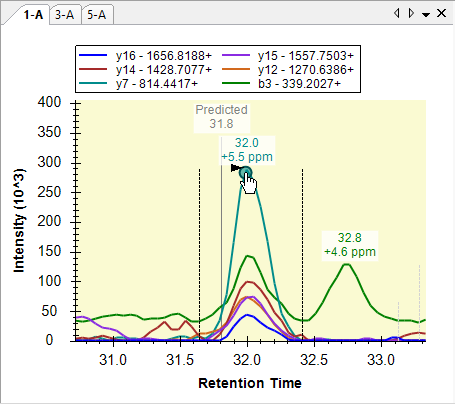 1-A 3-A 5-A
y16 - 1656.8188+ y15 - 1557.7503+
y14 - 1428.7077+ y12 - 1270.6386+
y7 - 814.4417+ b3 - 339.2027+
Intensity (10^3)
400
350
300
250
200
150
100
50
0
Predicted
31.8
32.0
+5.5 ppm
32.8
+4.6 ppm
31.0 31.5 32.0 32.5 33.0
Retention Time